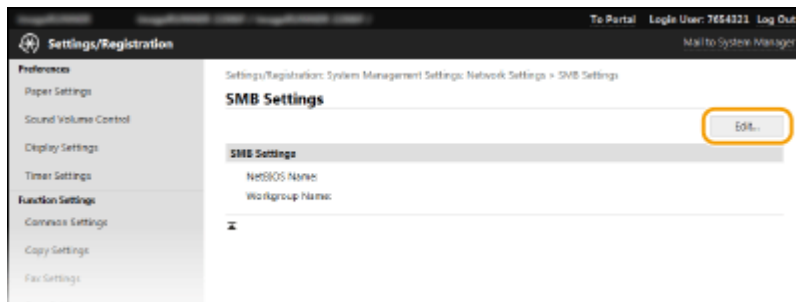 To Portal Login User: 7654321 Log Out
Settings/Registration
Mail to System Manager
Preferences
Paper Settings
Sound Volume Control
Display Settings
Timer Settings
Function Settings
Common Settings
Copy Settings
Fax Settings
Settings/Registration: System Management Settings: Network Settings > SMB Settings
SMB Settings
Edit...
SMB Settings
NetBIOS Name:
Workgroup Name: